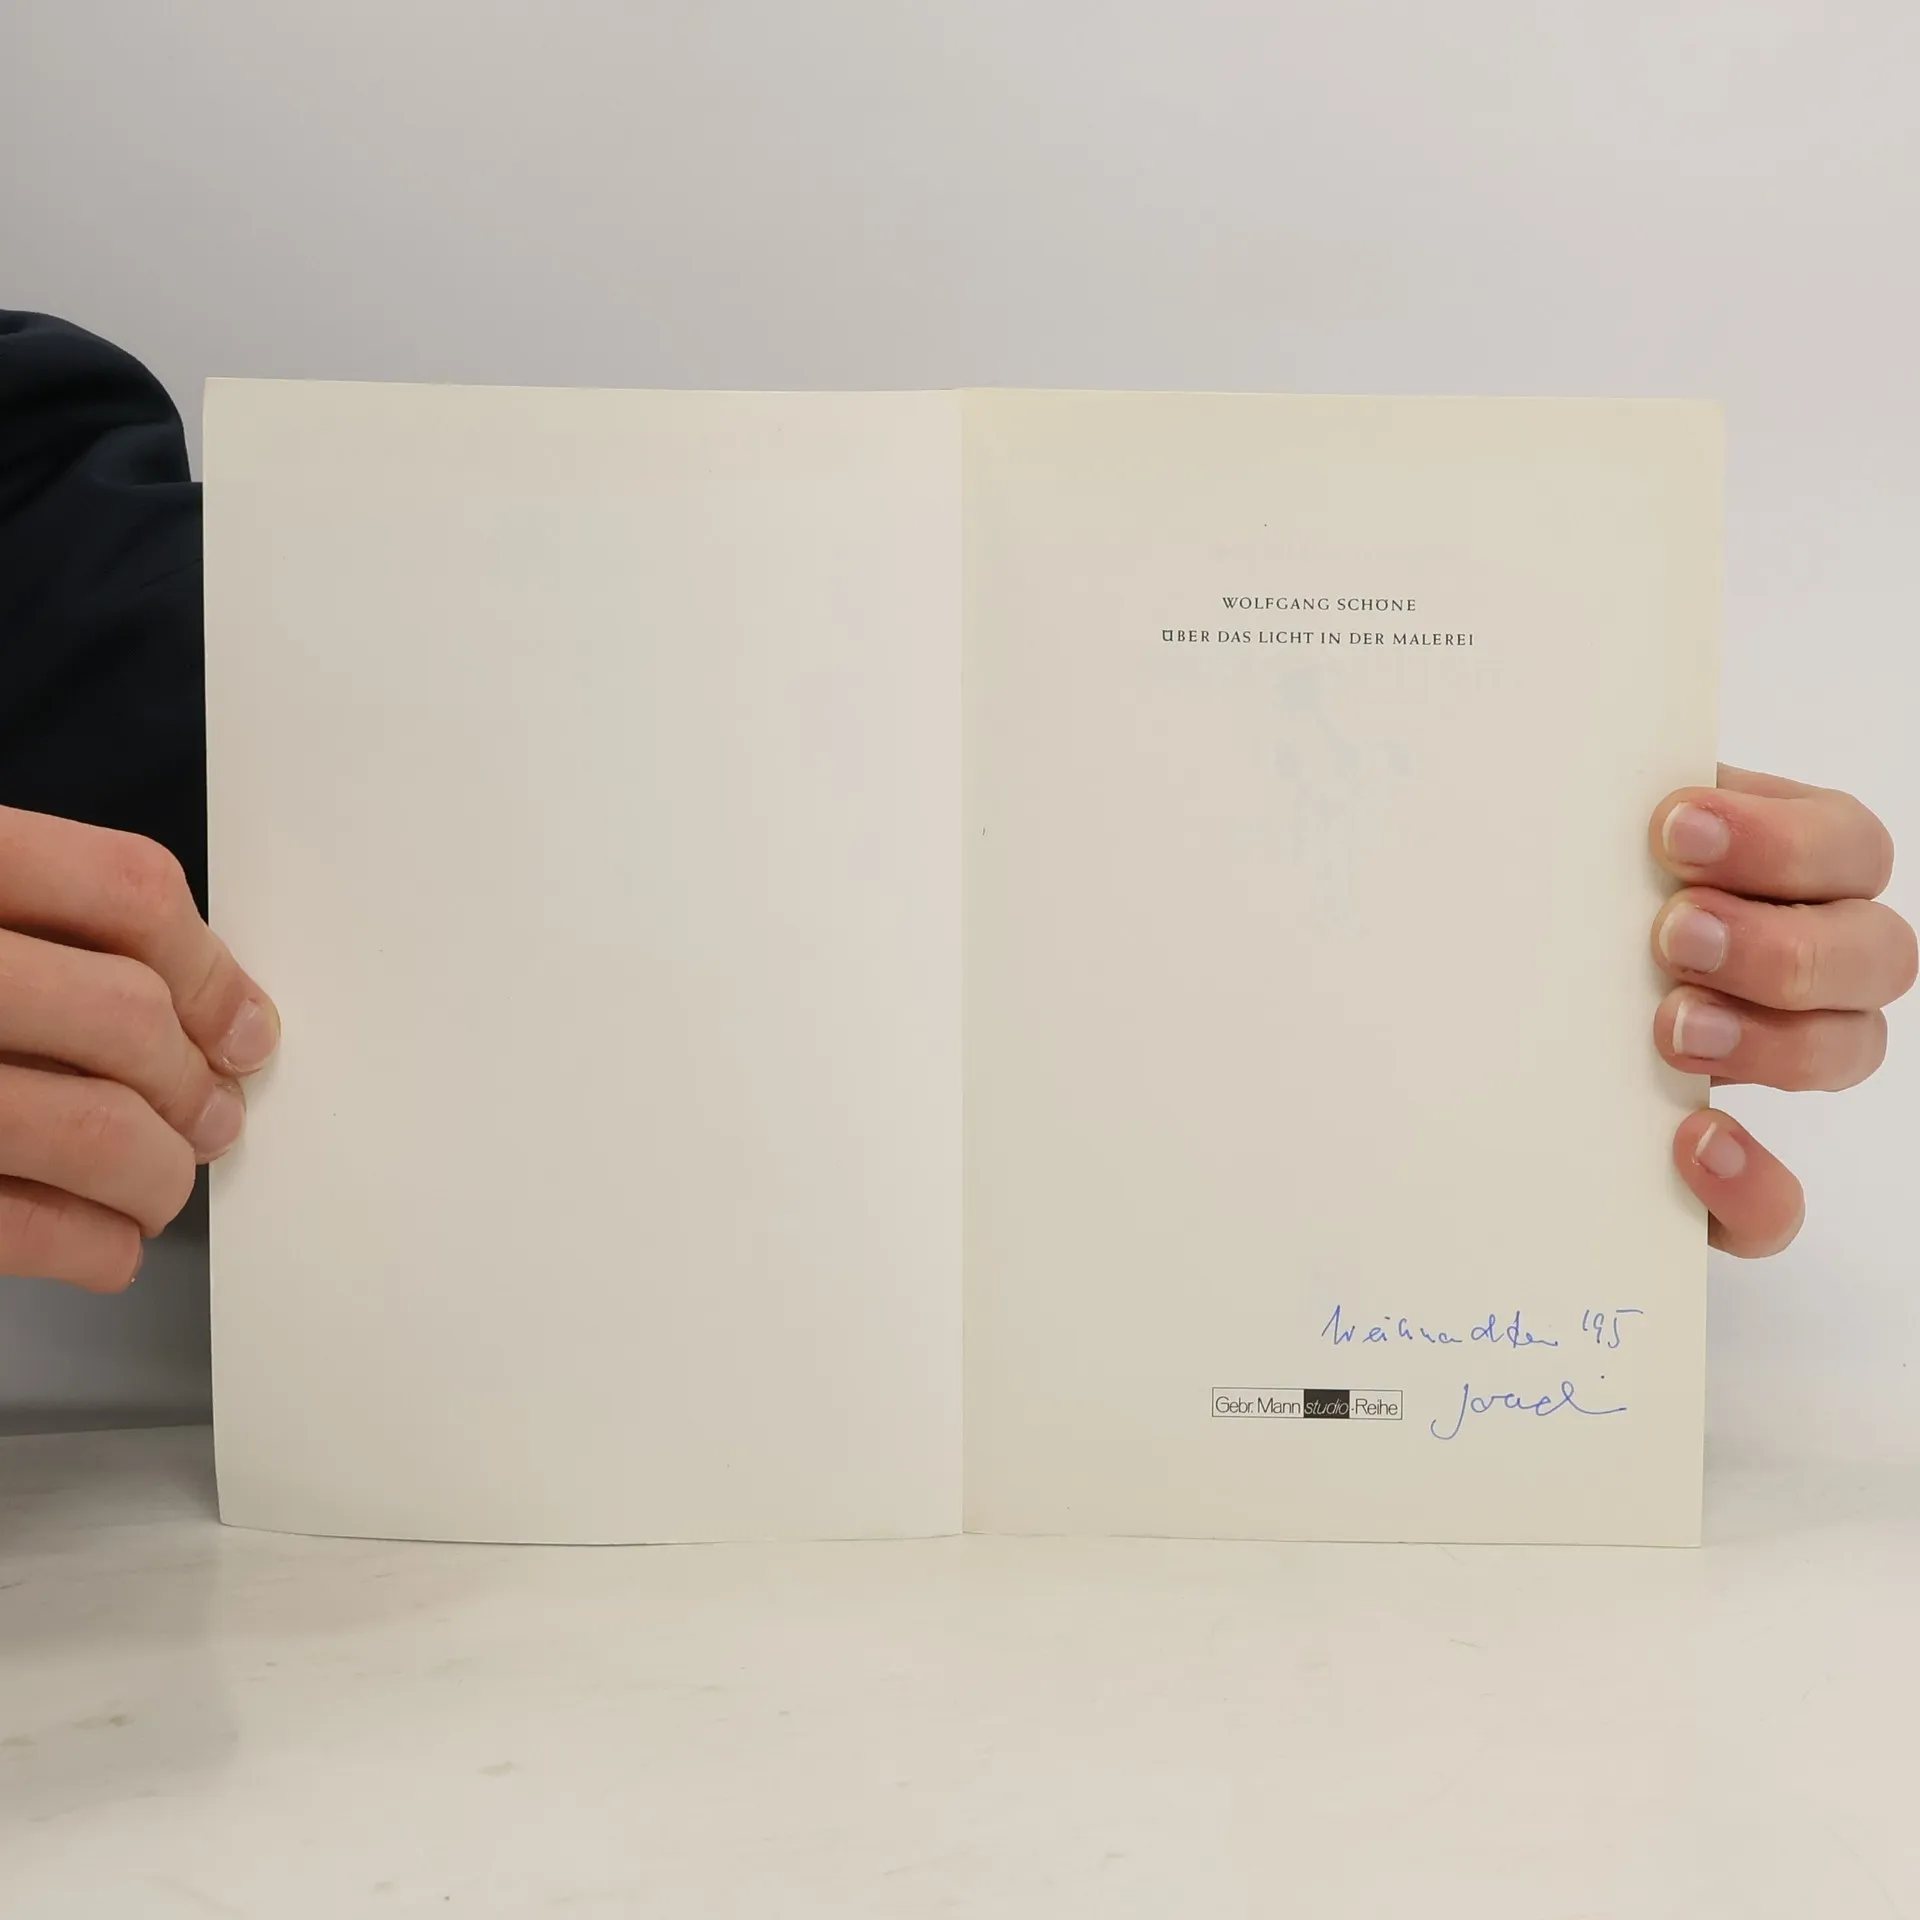 WOLFGANG SCHÖNE
ÜBER DAS LICHT IN DER MALEREI
Weihnachten '95
Gebr. Mann studio-Reihe